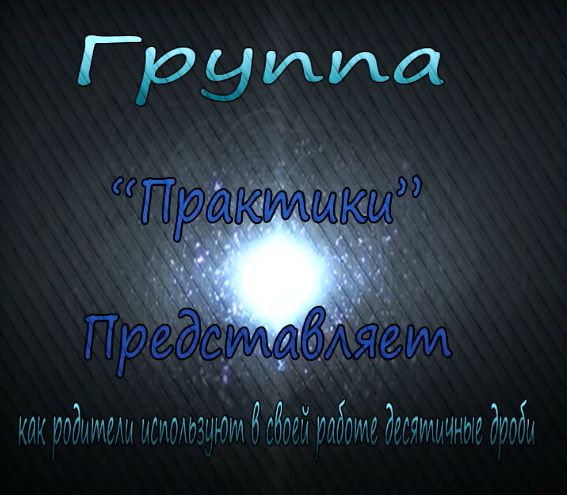 Группа
“Практики”
Представляет
как родители используют в своей работе десятичные дроби